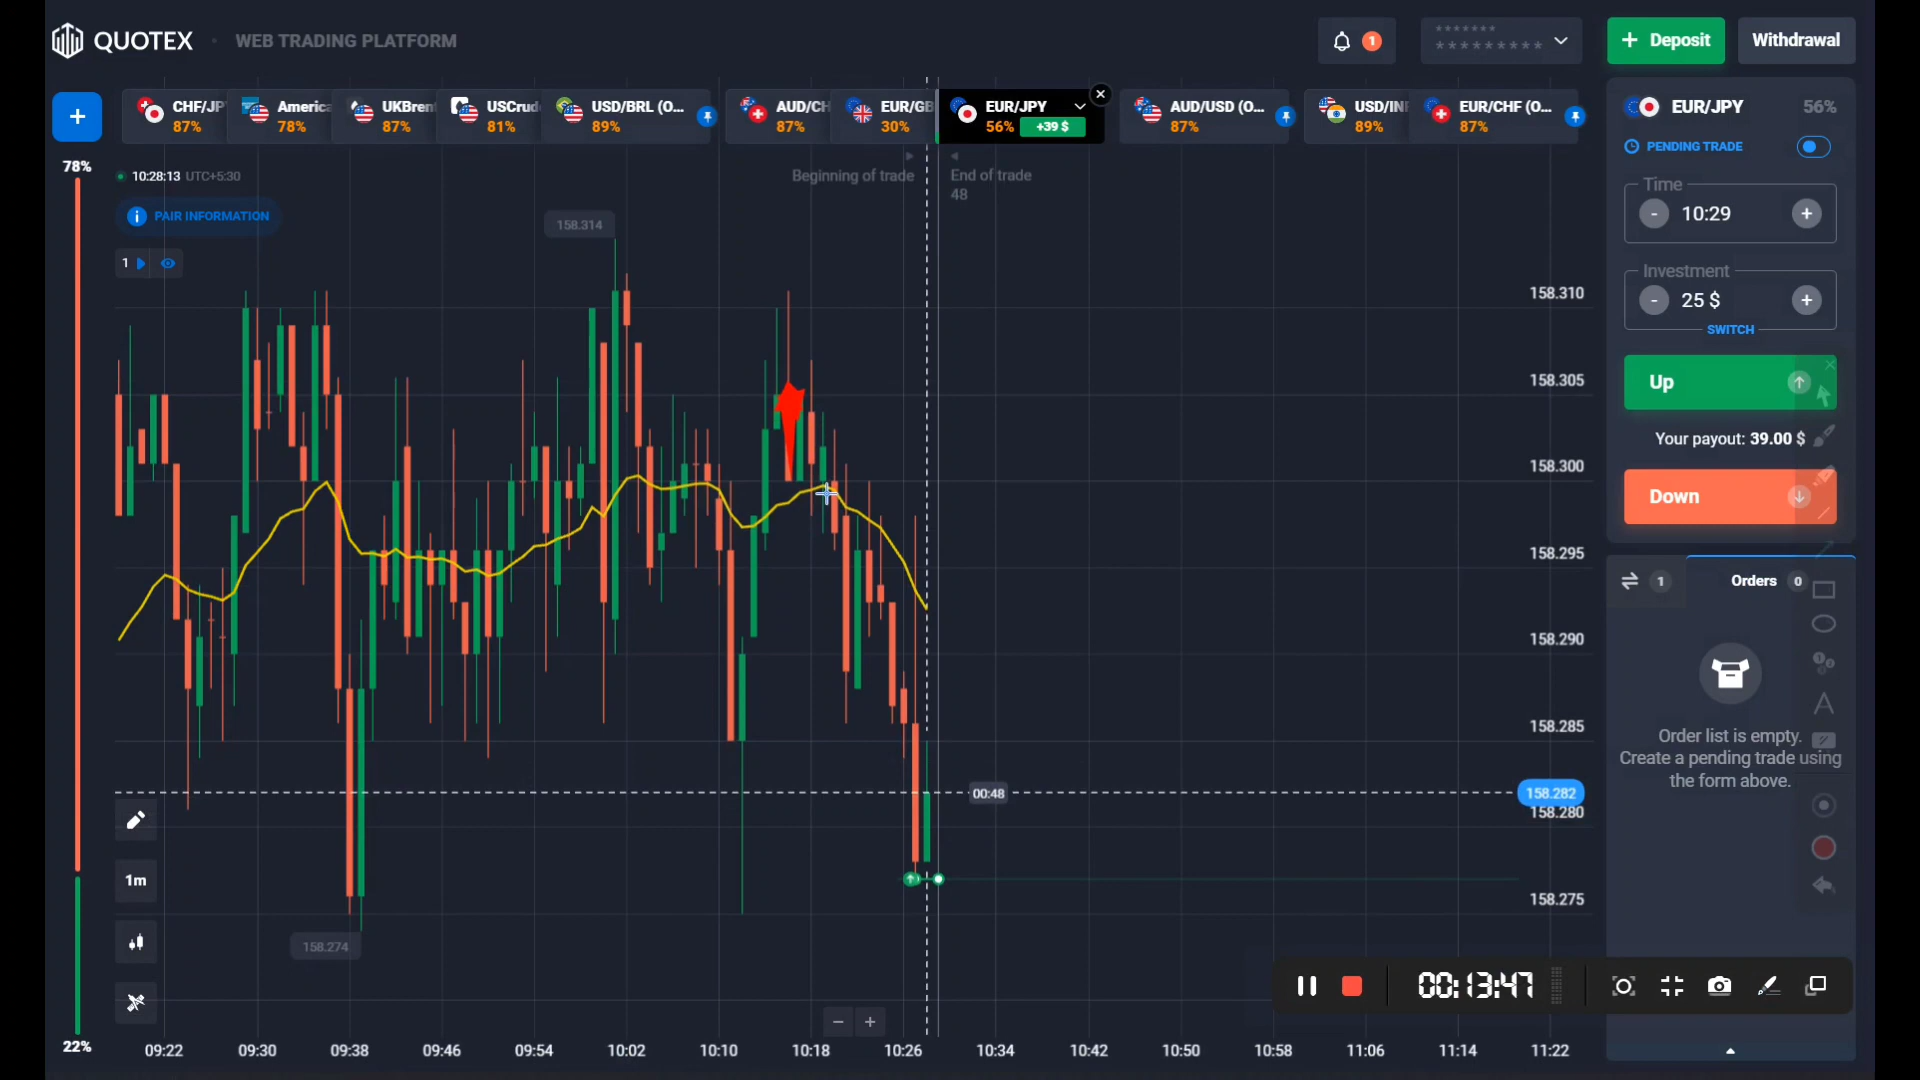 QUOTEX
WEB TRADING PLATFORM
1
*******
*********
+ Deposit
Withdrawal
+
CHF/JP
87%
America
78%
UKBrent
87%
USCrud
81%
USD/BRL (O...
89%
AUD/CH
87%
EUR/GB
30%
EUR/JPY
56%
+39 $
AUD/USD (O...
87%
USD/IN
89%
EUR/CHF (O...
87%
78%
10:28:13 UTC+5:30
PAIR INFORMATION
1
Beginning of trade
End of trade
48
158.314
158.310
158.305
158.300
158.295
158.290
158.285
158.282
158.280
158.275
00:48
158.274
1m
22%
09:22
09:30
09:38
09:46
09:54
10:02
10:10
10:18
10:26
10:34
10:42
10:50
10:58
11:06
11:14
11:22
EUR/JPY
56%
PENDING TRADE
Time
- 10:29 +
Investment
- 25 $ +
SWITCH
Up
Your payout: 39.00 $
Down
1
Orders 0
Order list is empty.
Create a pending trade using
the form above.
00:13:47